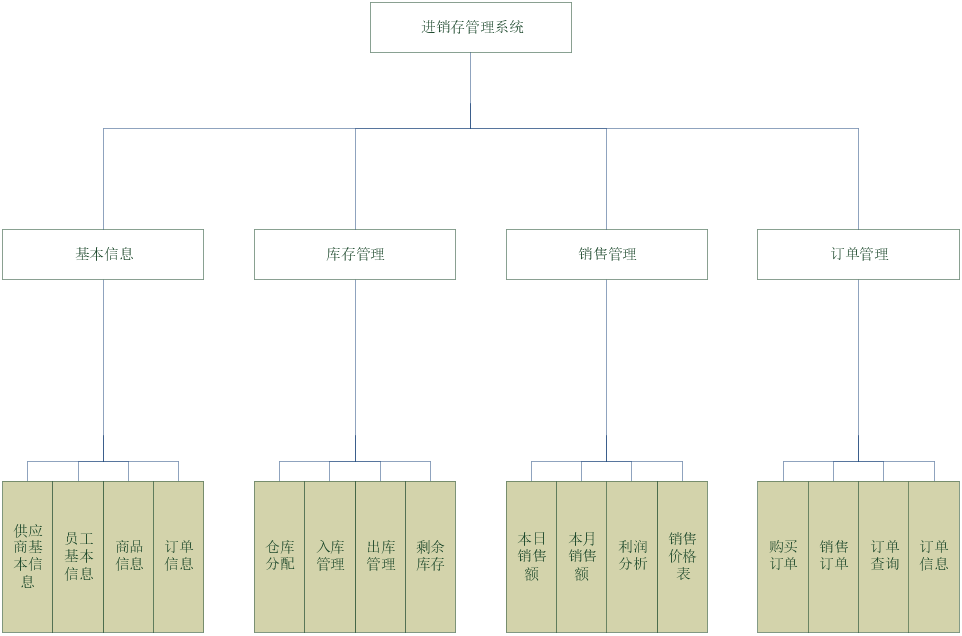 进销存管理系统
基本信息
库存管理
销售管理
订单管理
供应
商基
本信
息
员工
基本
信息
商品
信息
订单
信息
仓库
分配
入库
管理
出库
管理
剩余
库存
本日
销售
额
本月
销售
额
利润
分析
销售
价格
表
购买
订单
销售
订单
订单
查询
订单
信息